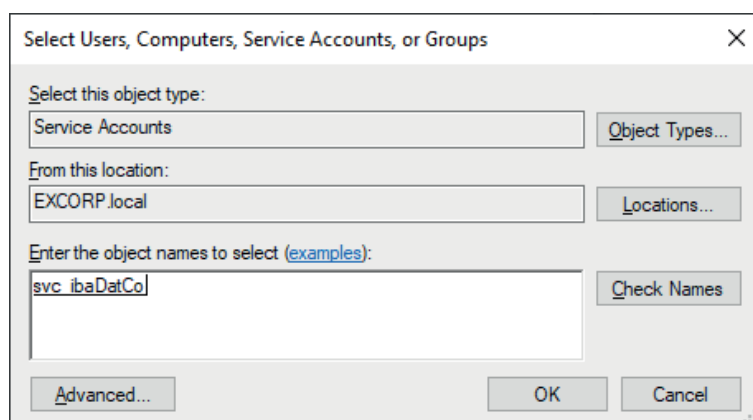 Select Users, Computers, Service Accounts, or Groups
Select this object type:
Service Accounts
Object Types...
From this location:
EXCORP.local
Locations...
Enter the object names to select (examples):
svc_ibaDatCo
Check Names
Advanced...
OK
Cancel